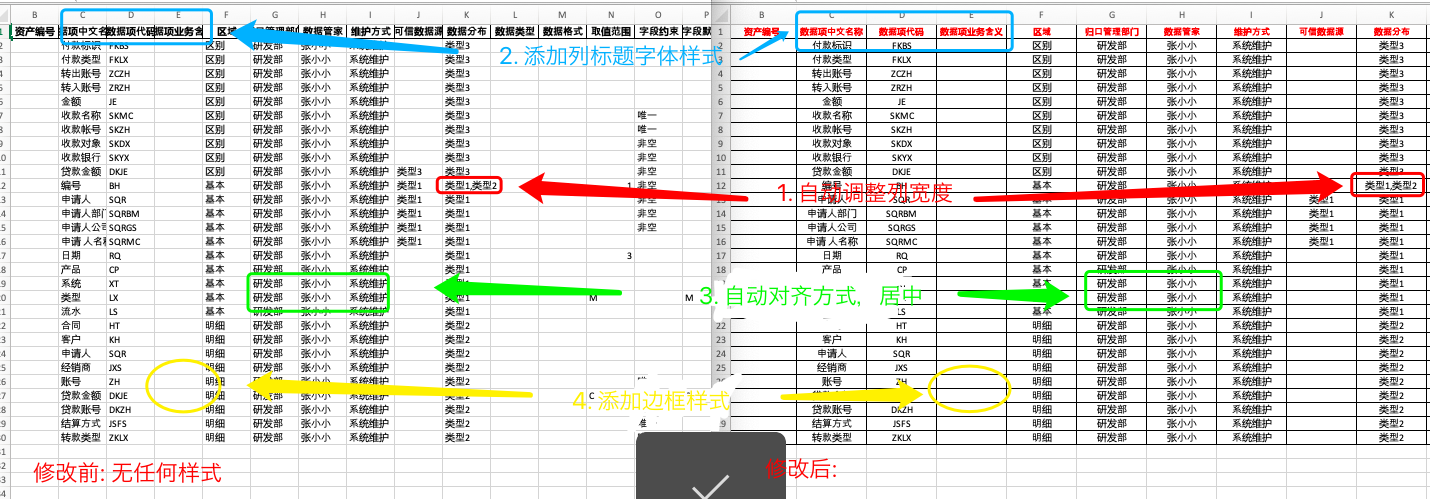 B C D E F G H I J K L M N O P
资产编号 据项中文名 数据项代码 据项业务含 区域 口管理部 数据管家 维护方式 可信数据源 数据分布 数据类型 数据格式 取值范围 字段约束 字段默
付款标识 FKBS 区别 研发部 张小小 系统维护 类型3
付款类型 FKLX 区别 研发部 张小小 系统维护 类型3
转出账号 ZCZH 区别 研发部 张小小 系统维护 类型3
转入账号 ZRZH 区别 研发部 张小小 系统维护 类型3
金额 JE 区别 研发部 张小小 系统维护 类型3
收款名称 SKMC 区别 研发部 张小小 系统维护 类型3 唯一
收款帐号 SKZH 区别 研发部 张小小 系统维护 类型3 唯一
收款对象 SKDX 区别 研发部 张小小 系统维护 类型3 非空
收款银行 SKYX 区别 研发部 张小小 系统维护 类型3 非空
贷款金额 DKJE 区别 研发部 张小小 系统维护 类型3 类型3 非空
编号 BH 基本 研发部 张小小 系统维护 类型1 类型1,类型2 1 非空
申请人 SQR 基本 研发部 张小小 系统维护 类型1 类型1 非空
申请人部门 SQRBM 基本 研发部 张小小 系统维护 类型1 类型1 非空
申请人公司 SQRGS 基本 研发部 张小小 系统维护 类型1 类型1 非空
申请人名 SQRMC 基本 研发部 张小小 系统维护 类型1 类型1
日期 RQ 基本 研发部 张小小 系统维护 类型1 3
产品 CP 基本 研发部 张小小 系统维护 类型1
系统 XT 基本 研发部 张小小 系统维护 类型1
类型 LX 基本 研发部 张小小 系统维护 类型1 M M
流水 LS 基本 研发部 张小小 系统维护 类型1
合同 HT 明细 研发部 张小小 系统维护 类型2
客户 KH 明细 研发部 张小小 系统维护 类型2
申请人 SQR 明细 研发部 张小小 系统维护 类型2
经销商 JXS 明细 研发部 张小小 系统维护 类型2
账号 ZH 明细 研发部 张小小 系统维护 类型2
贷款金额 DKJE 明细 研发部 张小小 系统维护 类型2
贷款账号 DKZH 明细 研发部 张小小 系统维护 类型2
结算方式 JSFS 明细 研发部 张小小 系统维护 类型2
转款类型 ZKLX 明细 研发部 张小小 系统维护 类型2
修改前: 无任何样式
2. 添加列标题字体样式
1. 自动调整列宽度
3. 自动对齐方式，居中
4. 添加边框样式
B C D E F G H I J K
1 资产编号 数据项中文名称 数据项代码 数据项业务含义 区域 归口管理部门 数据管家 维护方式 可信数据源 数据分布
2 付款标识 FKBS 区别 研发部 张小小 系统维护 类型3
3 付款类型 FKLX 区别 研发部 张小小 系统维护 类型3
4 转出账号 ZCZH 区别 研发部 张小小 系统维护 类型3
5 转入账号 ZRZH 区别 研发部 张小小 系统维护 类型3
6 金额 JE 区别 研发部 张小小 系统维护 类型3
7 收款名称 SKMC 区别 研发部 张小小 系统维护 类型3
8 收款帐号 SKZH 区别 研发部 张小小 系统维护 类型3
9 收款对象 SKDX 区别 研发部 张小小 系统维护 类型3
10 收款银行 SKYX 区别 研发部 张小小 系统维护 类型3
11 贷款金额 DKJE 区别 研发部 张小小 系统维护
12 编号 类型1,类型2
13 申请人 SQR 基本 研发部 张小小 系统维护 类型1 类型1
14 申请人部门 SQRBM 基本 研发部 张小小 系统维护 类型1 类型1
15 申请人公司 SQRGS 基本 研发部 张小小 系统维护 类型1 类型1
16 申请人名称 SQRMC 基本 研发部 张小小 系统维护 类型1 类型1
17 日期 RQ 基本 研发部 张小小 系统维护 类型1
18 产品 CP 基本 研发部 张小小 系统维护 类型1
基本 研发部 张小小 系统维护 类型1
基本 研发部 张小小 系统维护 类型1
LS 基本 研发部 张小小 系统维护 类型1
22 合同 HT 明细 研发部 张小小 系统维护 类型2
23 客户 KH 明细 研发部 张小小 系统维护 类型2
24 申请人 SQR 明细 研发部 张小小 系统维护 类型2
25 经销商 JXS 明细 研发部 张小小 系统维护 类型2
账号 ZH 明细 研发部 张小小 系统维护 类型2
明细 研发部 张小小 系统维护 类型2
28 贷款账号 DKZH 明细 研发部 张小小 系统维护 类型2
结算方式 JSFS 明细 研发部 张小小 系统维护 类型2
转款类型 ZKLX 明细 研发部 张小小 系统维护 类型2
修改后: